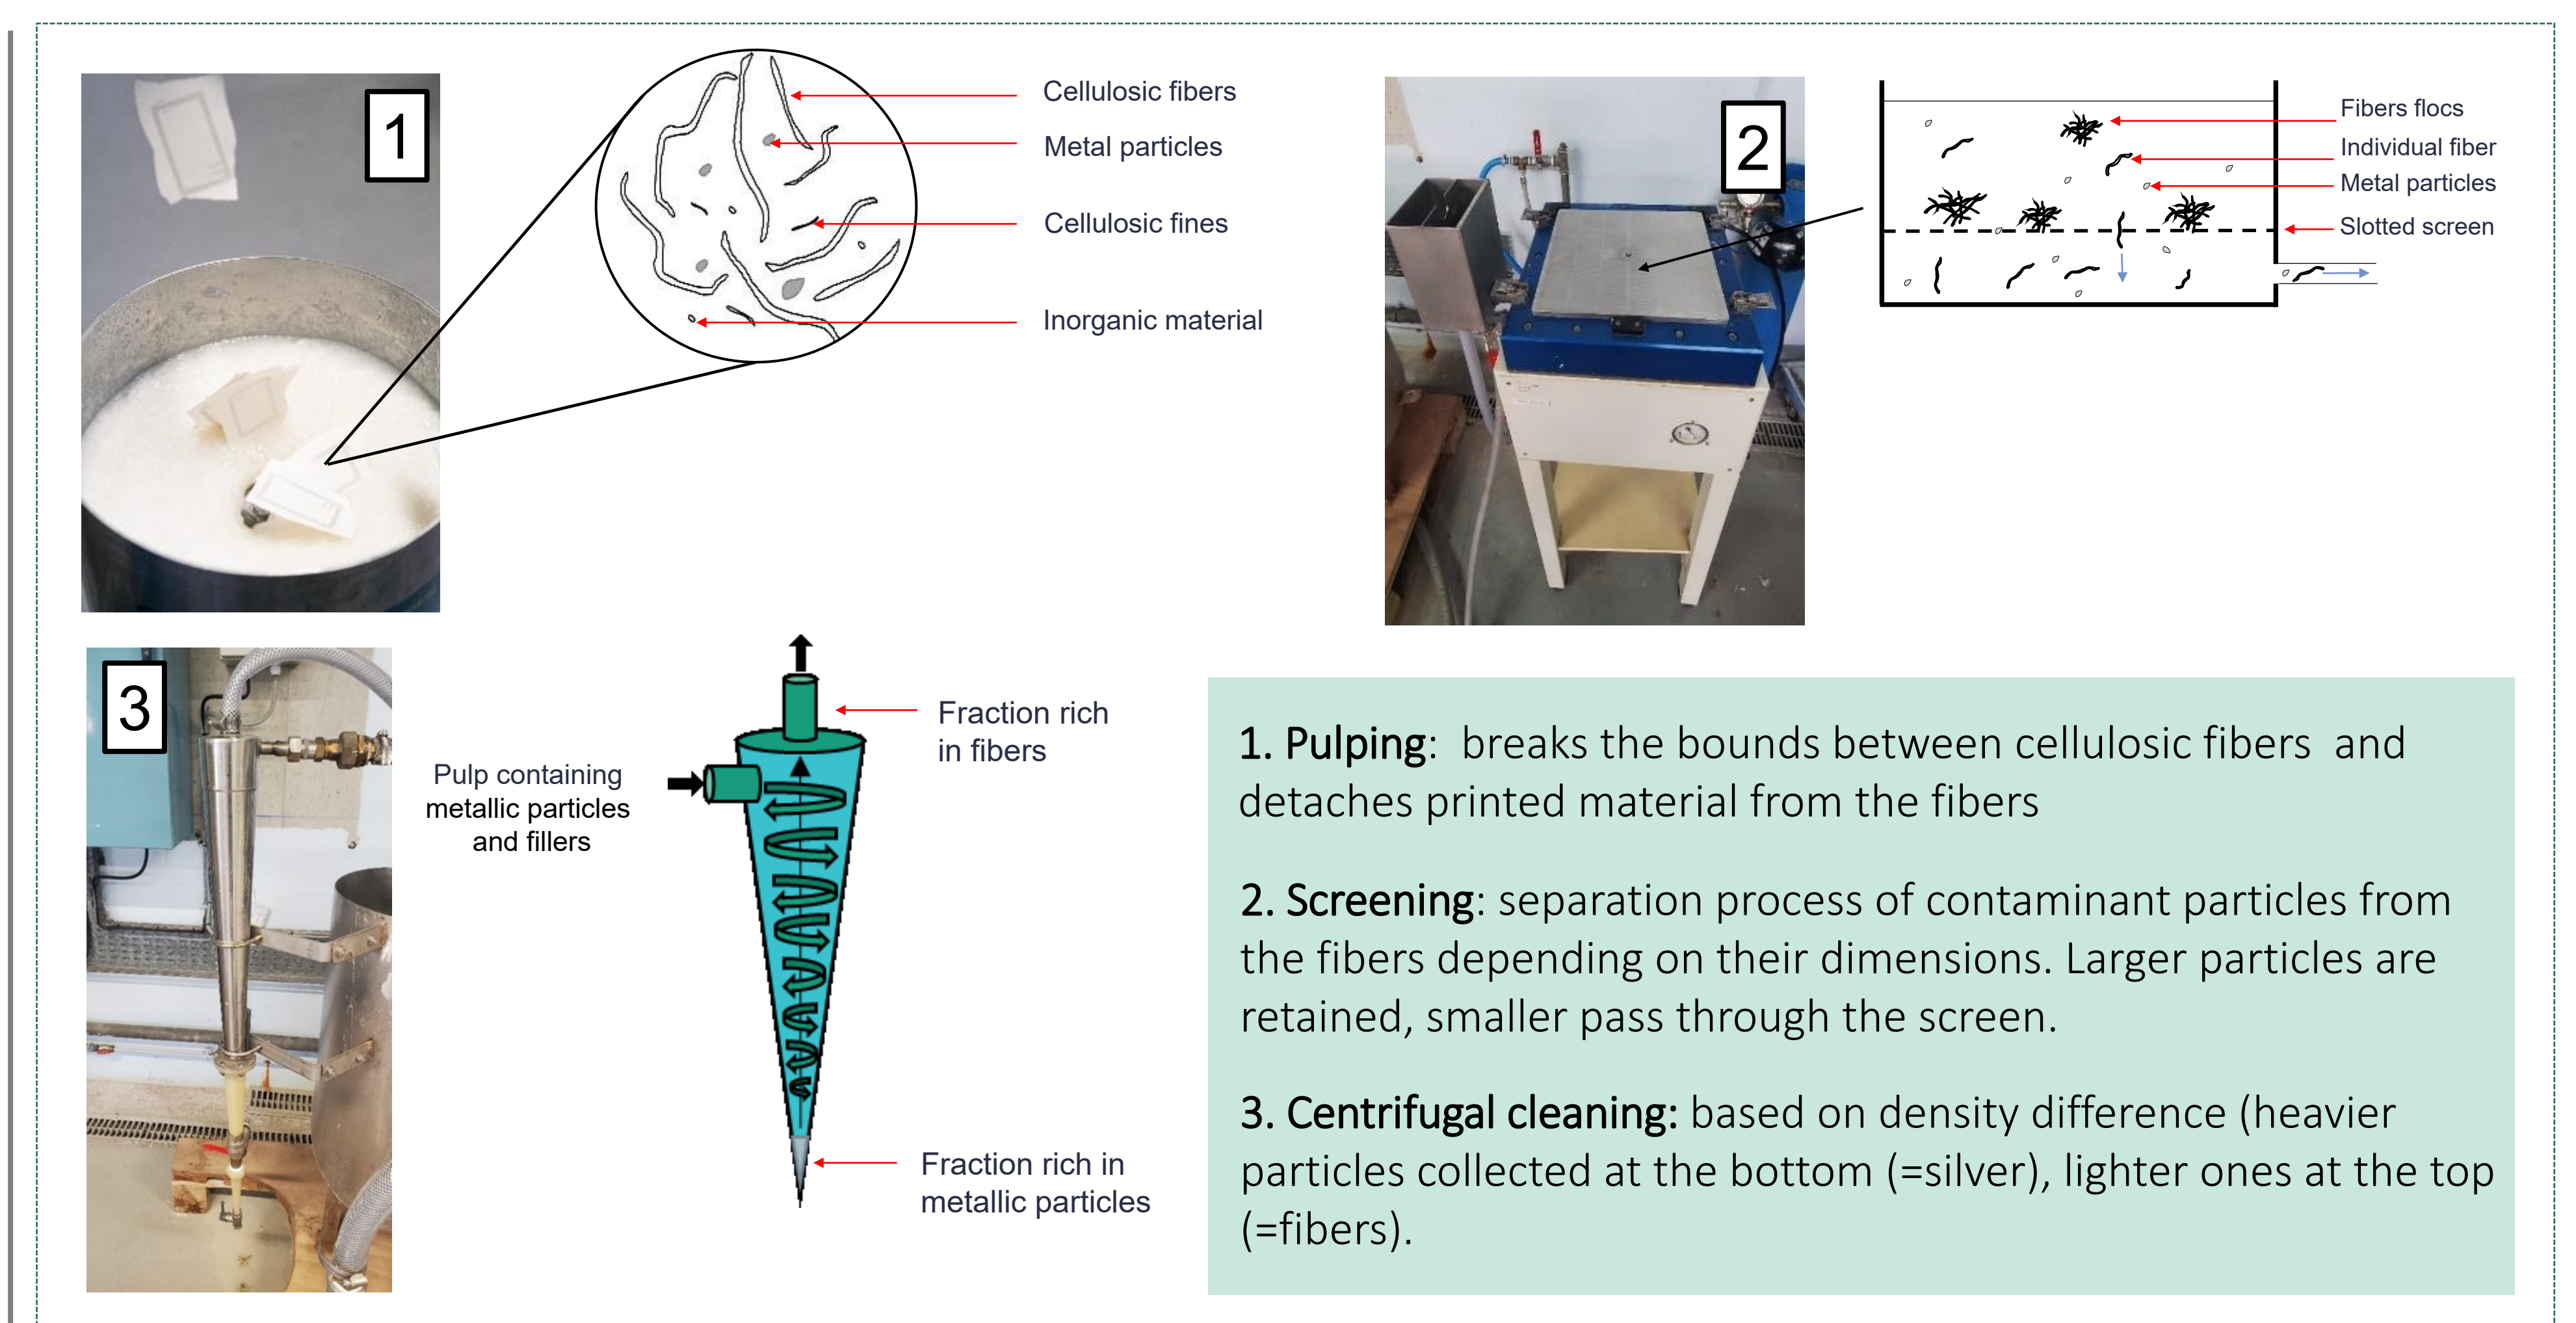 1
Cellulosic fibers
Metal particles
Cellulosic fines
Inorganic material
2
Fibers flocs
Individual fiber
Metal particles
Slotted screen
3
Pulp containing
metallic particles
and fillers
Fraction rich
in fibers
Fraction rich in
metallic particles
1. Pulping:  breaks the bounds between cellulosic fibers  and
detaches printed material from the fibers
2. Screening: separation process of contaminant particles from
the fibers depending on their dimensions. Larger particles are
retained, smaller pass through the screen.
3. Centrifugal cleaning: based on density difference (heavier
particles collected at the bottom (=silver), lighter ones at the top
(=fibers).